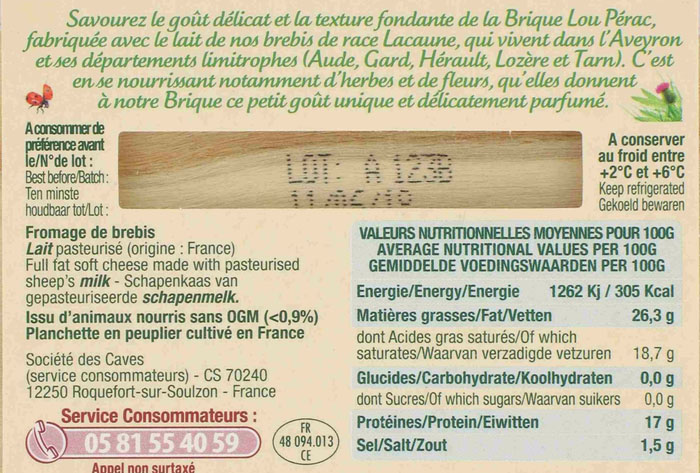 Savourez le goût délicat et la texture fondante de la Brique Lou Pérac,
fabriquée avec le lait de nos brebis de race Lacaune, qui vivent dans l'Aveyron
et ses départements limitrophes (Aude, Gard, Hérault, Lozère et Tarn). C'est
en se nourrissant notamment d'herbes et de fleurs, qu'elles donnent
à notre Brique ce petit goût unique et délicatement parfumé.
A consommer de
préférence avant
le/N° de lot :
Best before/Batch :
Ten minste
houdbaar tot/Lot :
LOT: A 123B
A conserver
au froid entre
+2°C et +6°C
Keep refrigerated
Gekoeld bewaren
Fromage de brebis
Lait pasteurisé (origine : France)
Full fat soft cheese made with pasteurised
sheep's milk - Schapenkaas van
gepasteuriseerde schapenmelk.
Issu d'animaux nourris sans OGM (<0,9%)
Planchette en peuplier cultivé en France
Société des Caves
(service consommateurs) - CS 70240
12250 Roquefort-sur-Soulzon - France
Service Consommateurs :
05 81 55 40 59
Appel non surtaxé
FR
48 094.013
CE
VALEURS NUTRITIONNELLES MOYENNES POUR 100G
AVERAGE NUTRITIONAL VALUES PER 100G
GEMIDDELDE VOEDINGSWAARDEN PER 100G
Energie/Energy/Energie 1262 Kj / 305 Kcal
Matières grasses/Fat/Vetten 26,3 g
dont Acides gras saturés/Of which
saturates/Waarvan verzadigde vetzuren 18,7 g
Glucides/Carbohydrate/Koolhydraten 0,0 g
dont Sucres/Of which sugars/Waarvan suikers 0,0 g
Protéines/Protein/Eiwitten 17 g
Sel/Salt/Zout 1,5 g